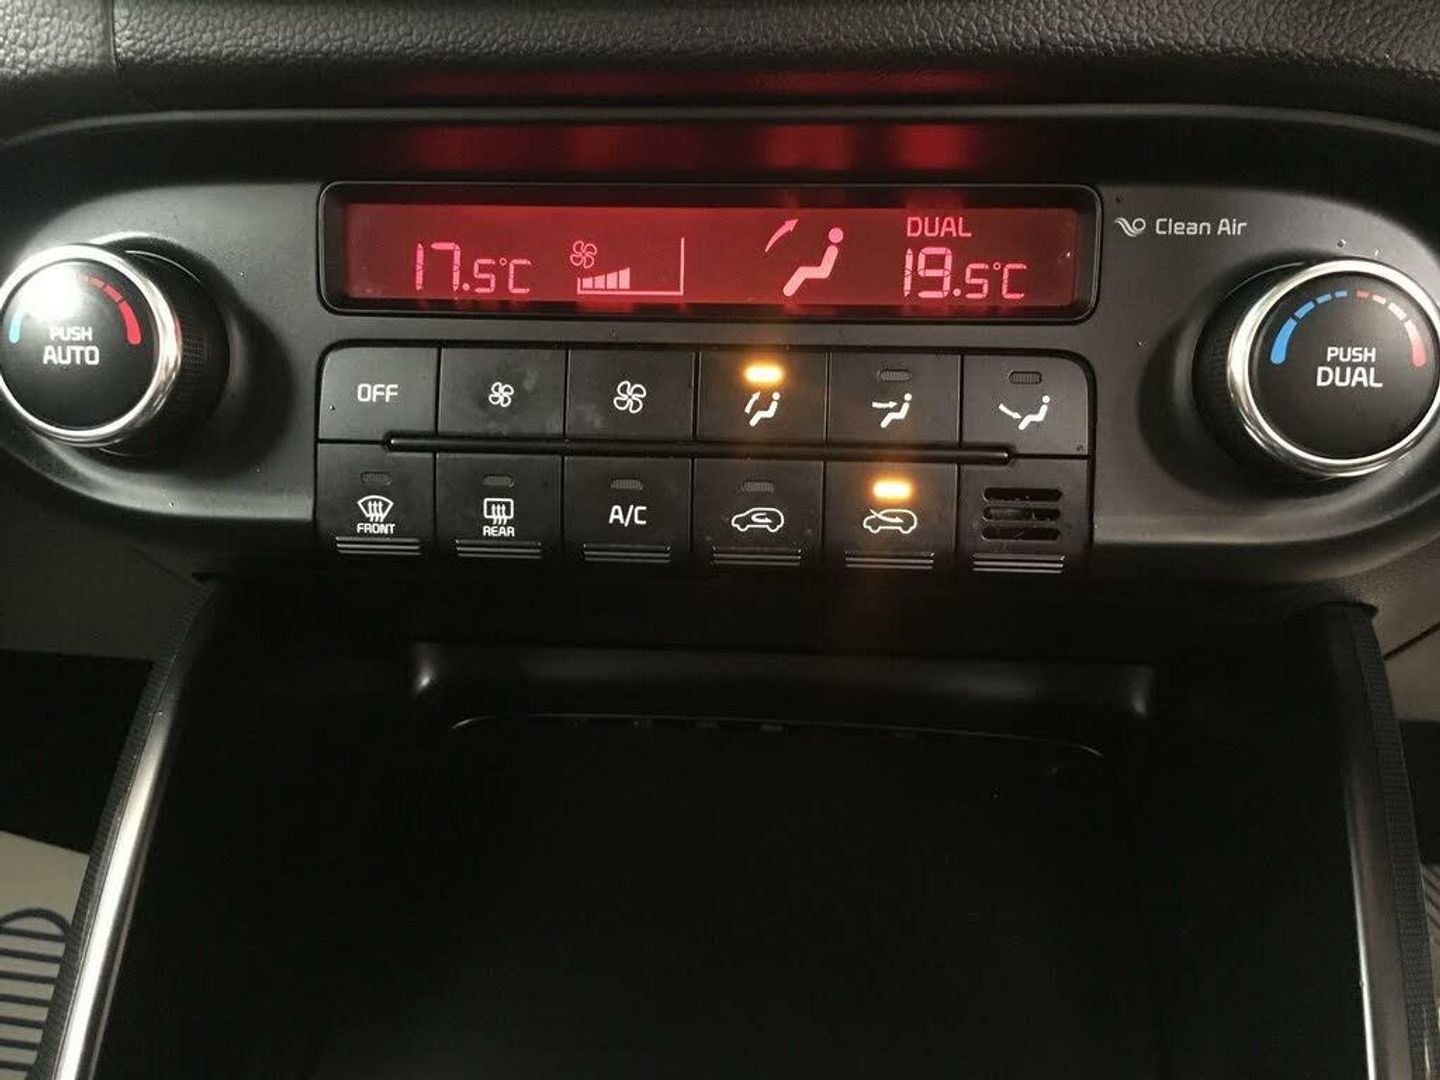 DUAL
17.5°C
19.5°C
Clean Air
PUSH
AUTO
PUSH
DUAL
OFF
FRONT
REAR
A/C